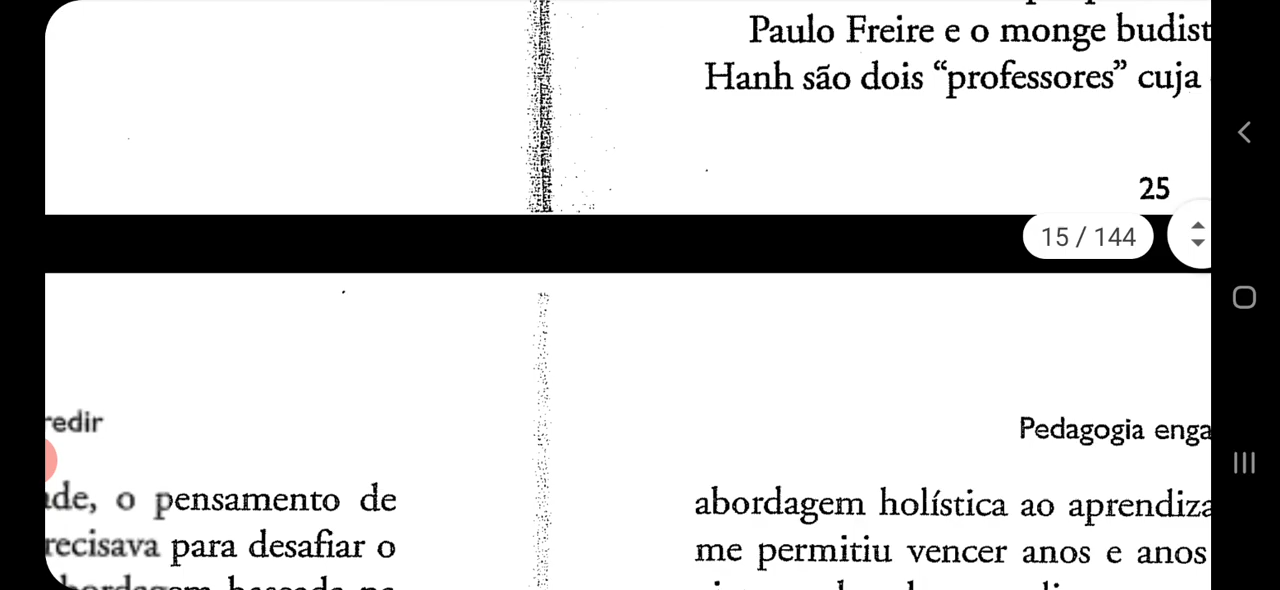 Paulo Freire e o monge budist
Hanh são dois “professores” cuja
25
15 / 144
redir
Pedagogia enga
ade, o pensamento de
recisava para desafiar o
abordagem holística ao aprendiza
me permitiu vencer anos e anos